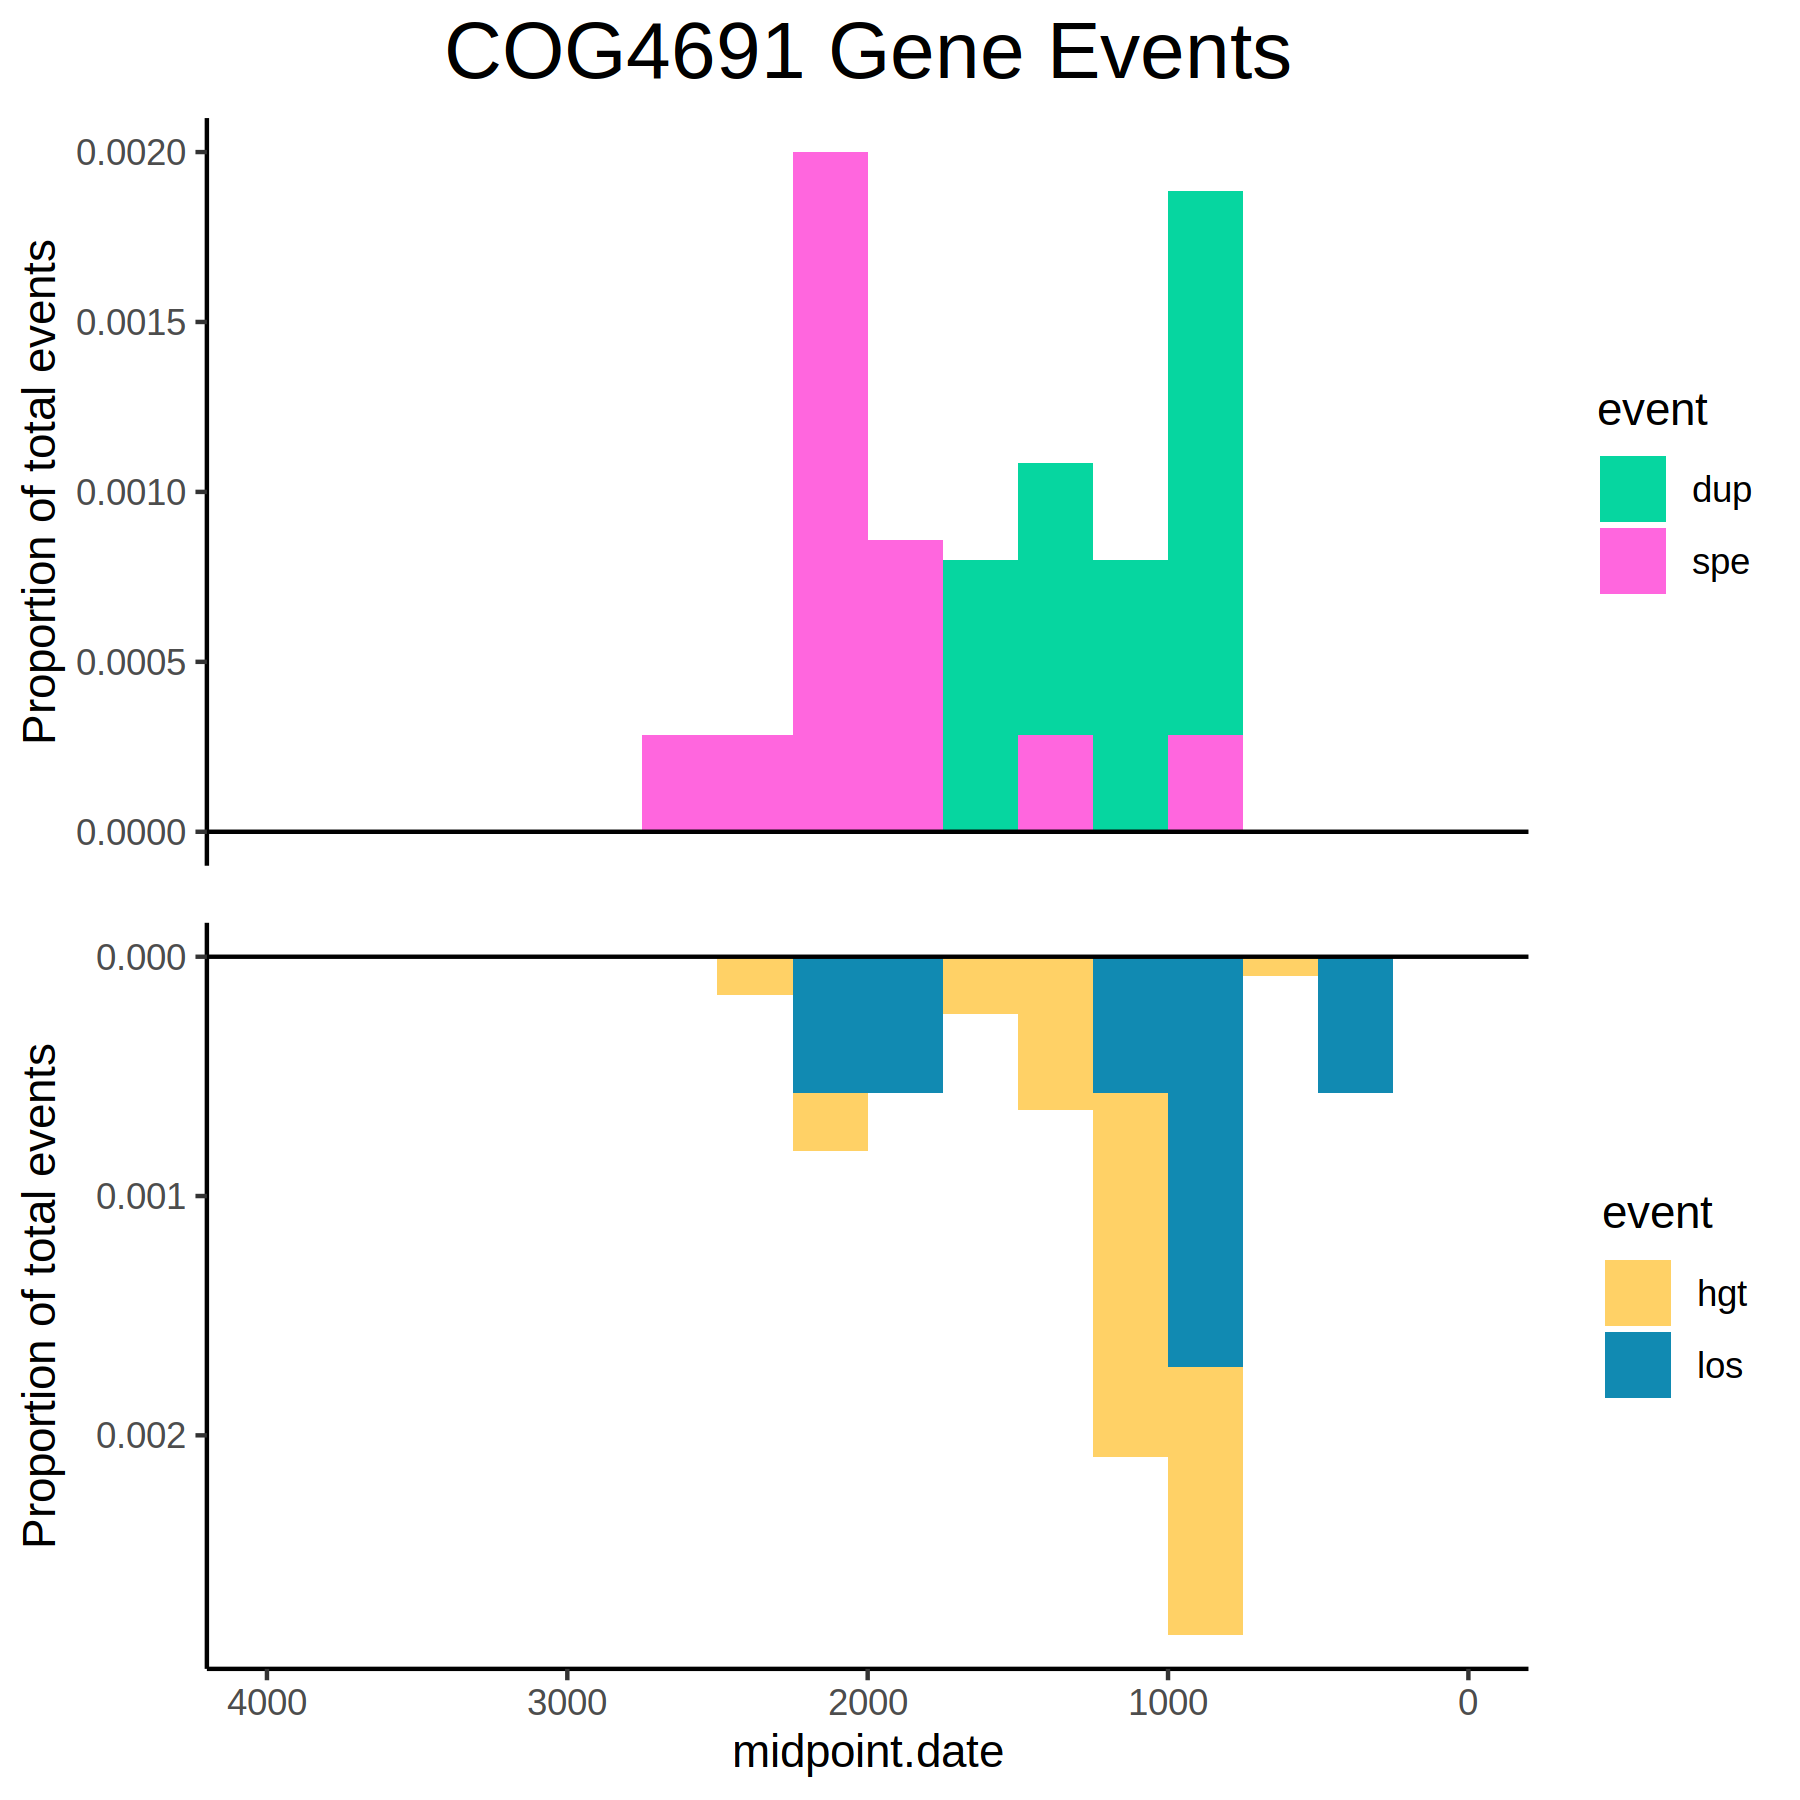 COG4691 Gene Events
Proportion of total events
0.0020
0.0015
0.0010
0.0005
0.0000
event
dup
spe
Proportion of total events
0.000
0.001
0.002
event
hgt
los
4000 3000 2000 1000 0
midpoint.date